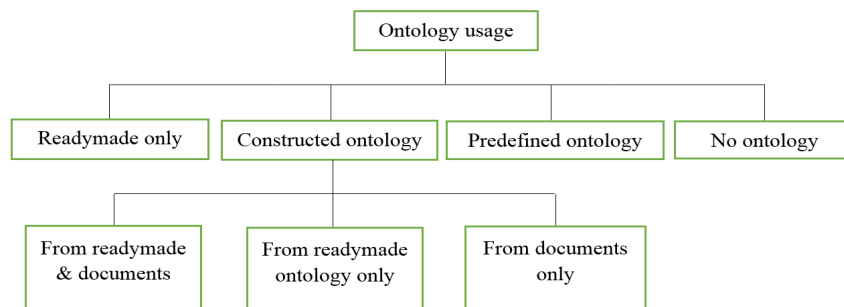 Ontology usage
Readymade only
Constructed ontology
Predefined ontology
No ontology
From readymade
& documents
From readymade
ontology only
From documents
only